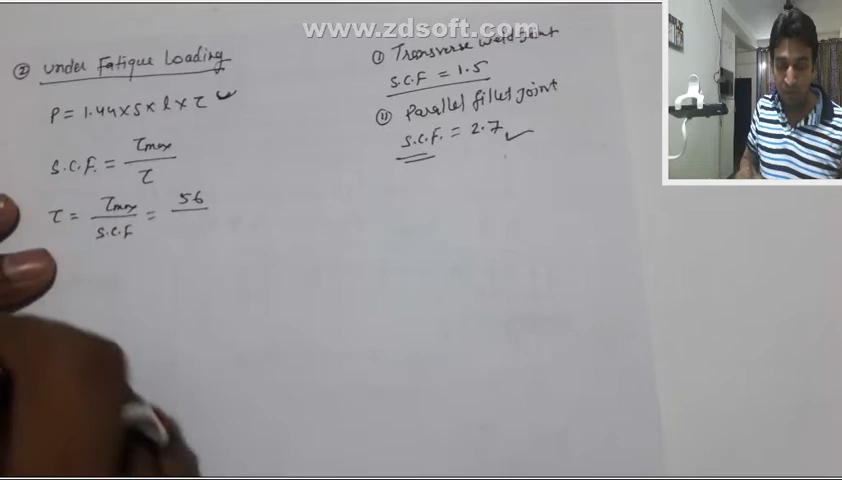 www.zdsoft.com
② Under Fatigue Loading
P = 1.44 × S × l × τ
S.C.F. = τmax / τ
τ = τmax / S.C.F = 56
① Transverse weld joint
S.C.F = 1.5
② Parallel fillet joint
S.C.F. = 2.7